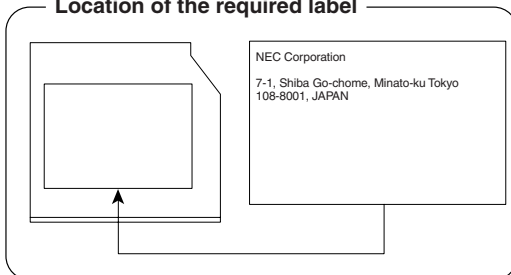 Location of the required label
NEC Corporation
7-1, Shiba Go-chome, Minato-ku Tokyo
108-8001, JAPAN